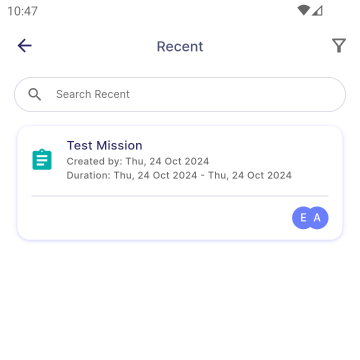 10:47
Recent
Search Recent
Test Mission
Created by: Thu, 24 Oct 2024
Duration: Thu, 24 Oct 2024 - Thu, 24 Oct 2024
E A